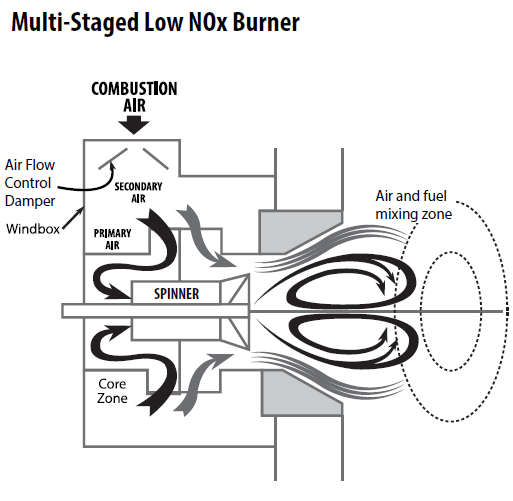 Multi-Staged Low NOx Burner
COMBUSTION
AIR
Air Flow
Control
Damper
SECONDARY
AIR
Windbox
PRIMARY
AIR
Air and fuel
mixing zone
SPINNER
Core
Zone